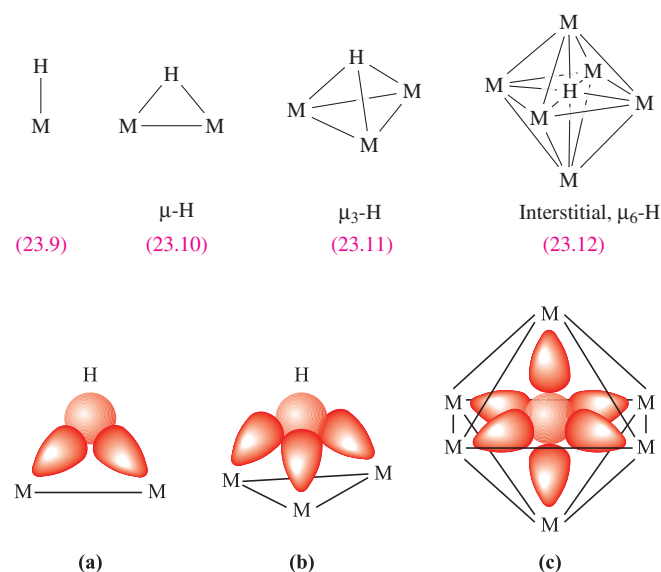 H
M
H
M M
H
M M
M
M
M M
H
M M
M
μ-H
μ₃-H
Interstitial, μ₆-H
(23.9)
(23.10)
(23.11)
(23.12)
H
M M
H
M M
M
M
M M
M M
M
(a)
(b)
(c)